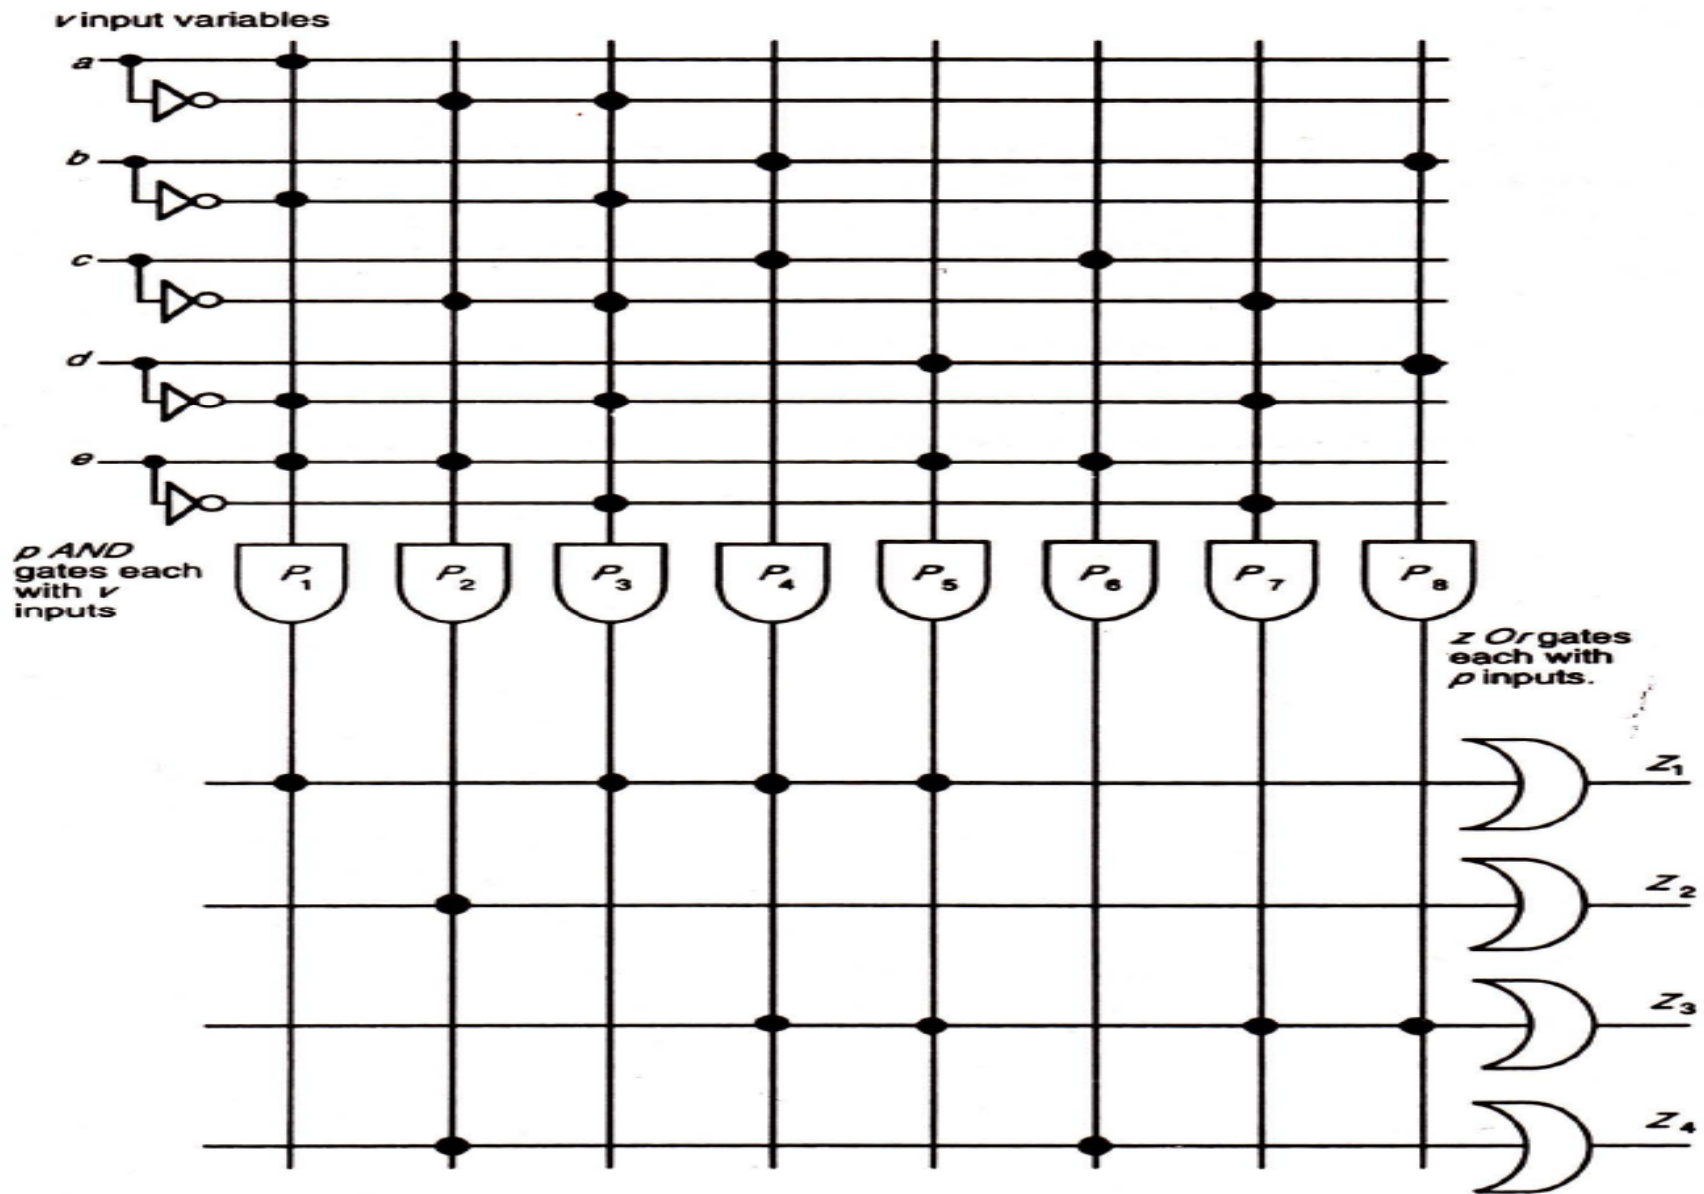 v input variables
a
b
c
d
e
p AND
gates each
with v
inputs
P1 P2 P3 P4 P5 P6 P7 P8
z Or gates
each with
p inputs.
Z1
Z2
Z3
Z4